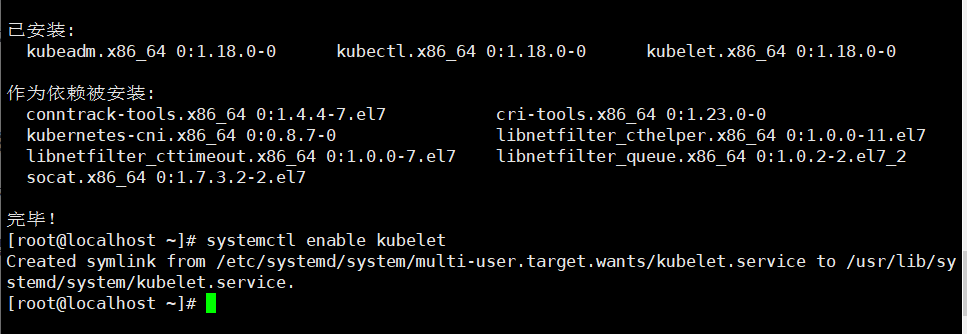 已安装:
kubeadm.x86_64 0:1.18.0-0 kubectl.x86_64 0:1.18.0-0 kubelet.x86_64 0:1.18.0-0
作为依赖被安装:
conntrack-tools.x86_64 0:1.4.4-7.el7 cri-tools.x86_64 0:1.23.0-0
kubernetes-cni.x86_64 0:0.8.7-0 libnetfilter_cthelper.x86_64 0:1.0.0-11.el7
libnetfilter_cttimeout.x86_64 0:1.0.0-7.el7 libnetfilter_queue.x86_64 0:1.0.2-2.el7_2
socat.x86_64 0:1.7.3.2-2.el7
完毕!
[root@localhost ~]# systemctl enable kubelet
Created symlink from /etc/systemd/system/multi-user.target.wants/kubelet.service to /usr/lib/sy
stemd/system/kubelet.service.
[root@localhost ~]#